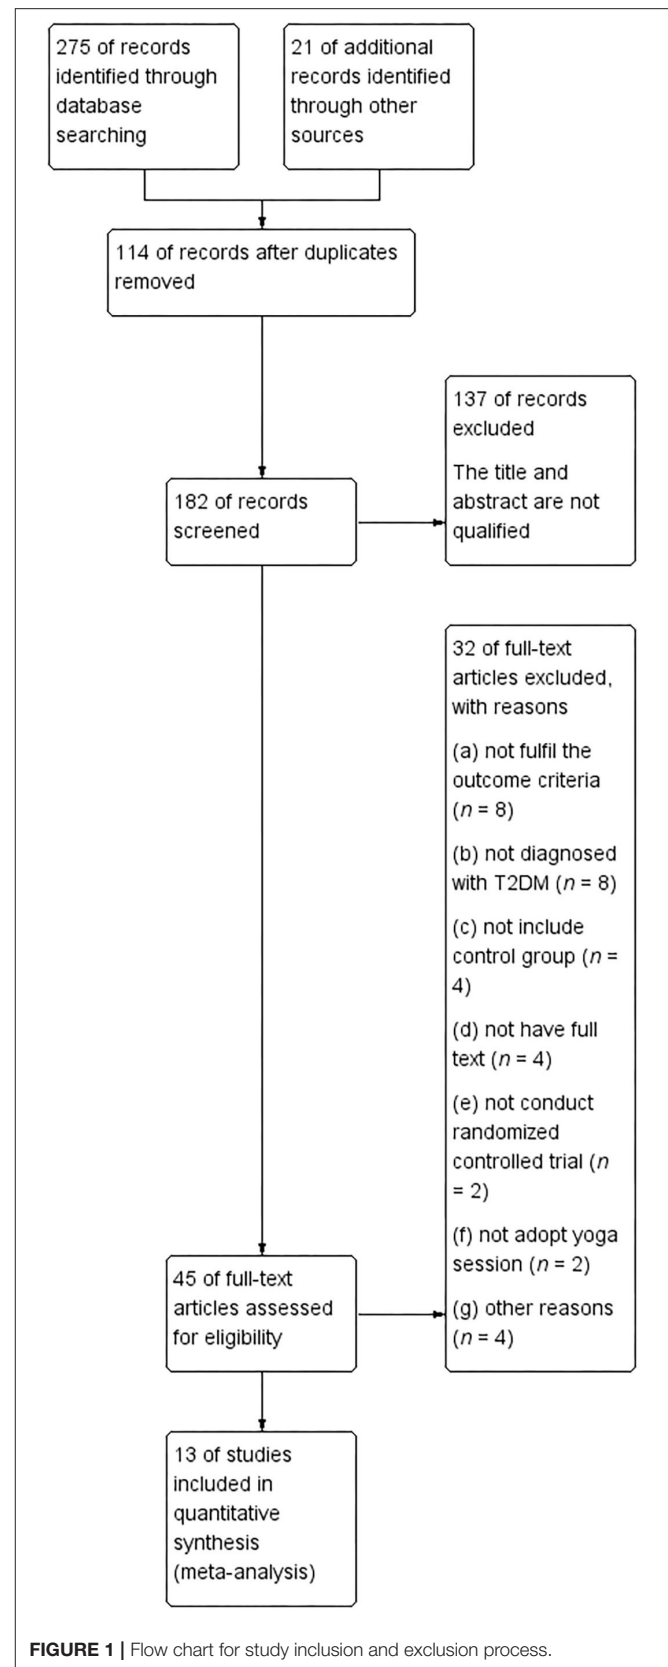 275 of records
identified through
database
searching
21 of additional
records identified
through other
sources
114 of records after duplicates
removed
137 of records
excluded
The title and
abstract are not
qualified
182 of records
screened
32 of full-text
articles excluded,
with reasons
(a) not fulfil the
outcome criteria
(n = 8)
(b) not diagnosed
with T2DM (n = 8)
(c) not include
control group (n =
4)
(d) not have full
text (n = 4)
(e) not conduct
randomized
controlled trial (n
= 2)
(f) not adopt yoga
session (n = 2)
(g) other reasons
(n = 4)
45 of full-text
articles assessed
for eligibility
13 of studies
included in
quantitative
synthesis
(meta-analysis)
FIGURE 1 | Flow chart for study inclusion and exclusion process.